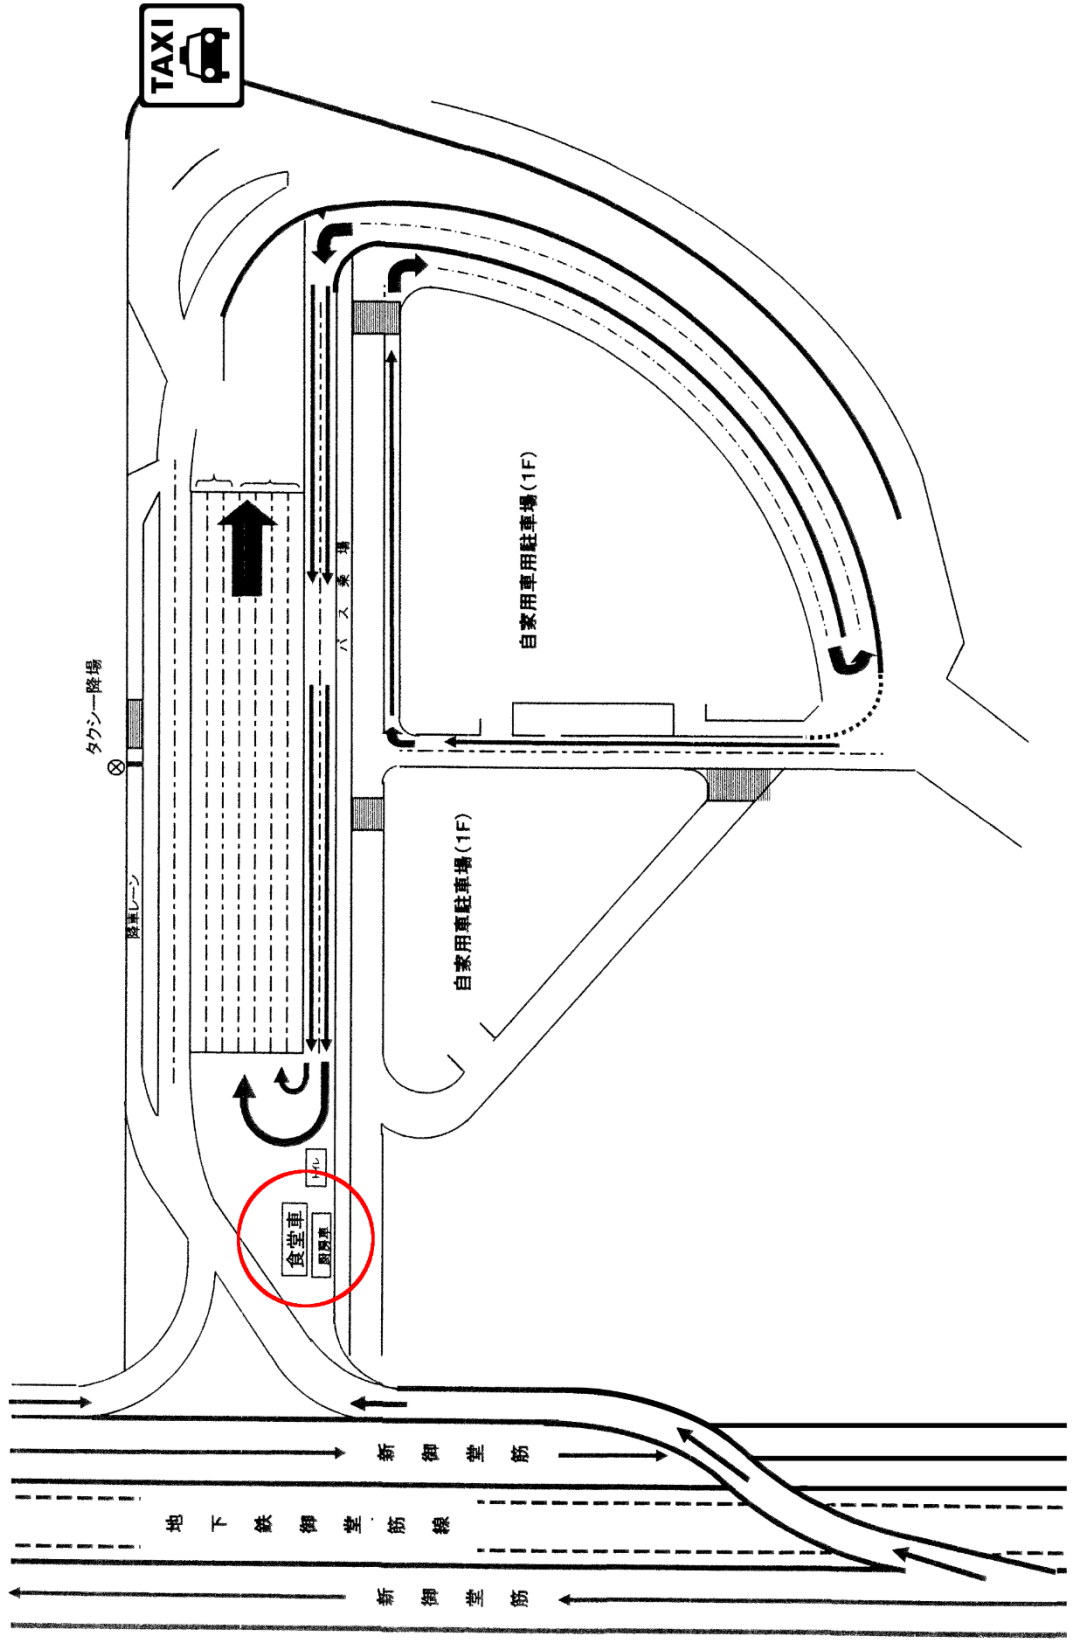 TAXI
タクシー降場
降車レーン
バス乗場
自家用車用駐車場(1F)
自家用車駐車場(1F)
トイレ
食堂車
厨房車
新御堂筋
地下鉄御堂筋線
新御堂筋